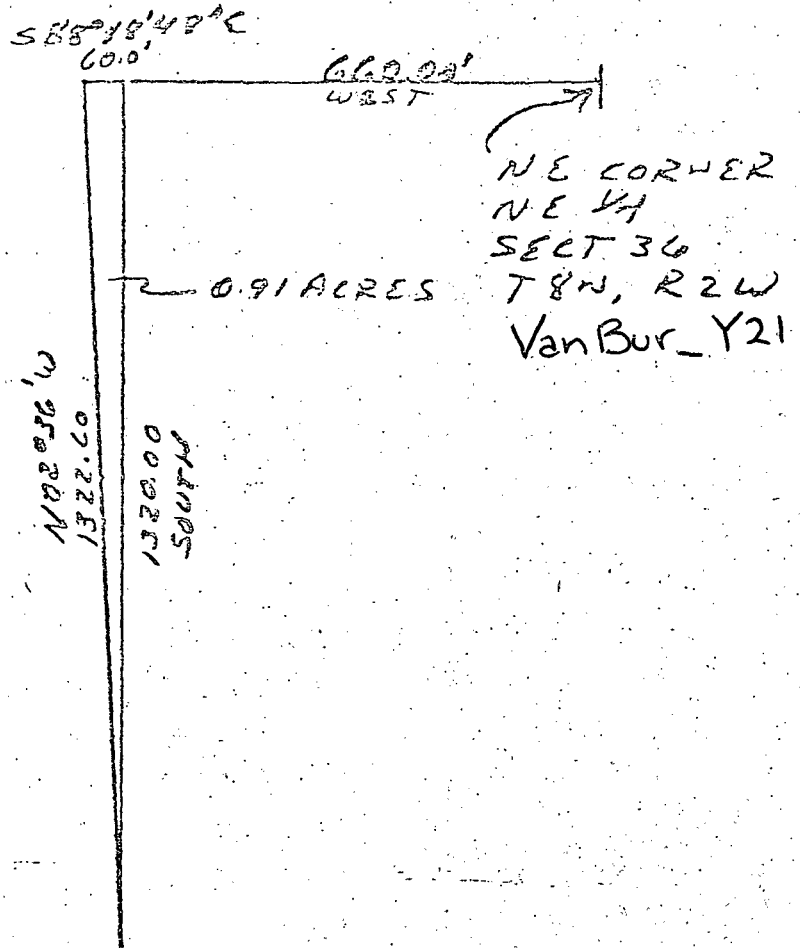 S88°18'48"E
60.0'
660.00'
WEST
NE CORNER
NE 1/4
SECT 36
T8N, R2W
VanBur_Y21
0.91 ACRES
N02°36'W
1322.60
1320.00
SOUTH